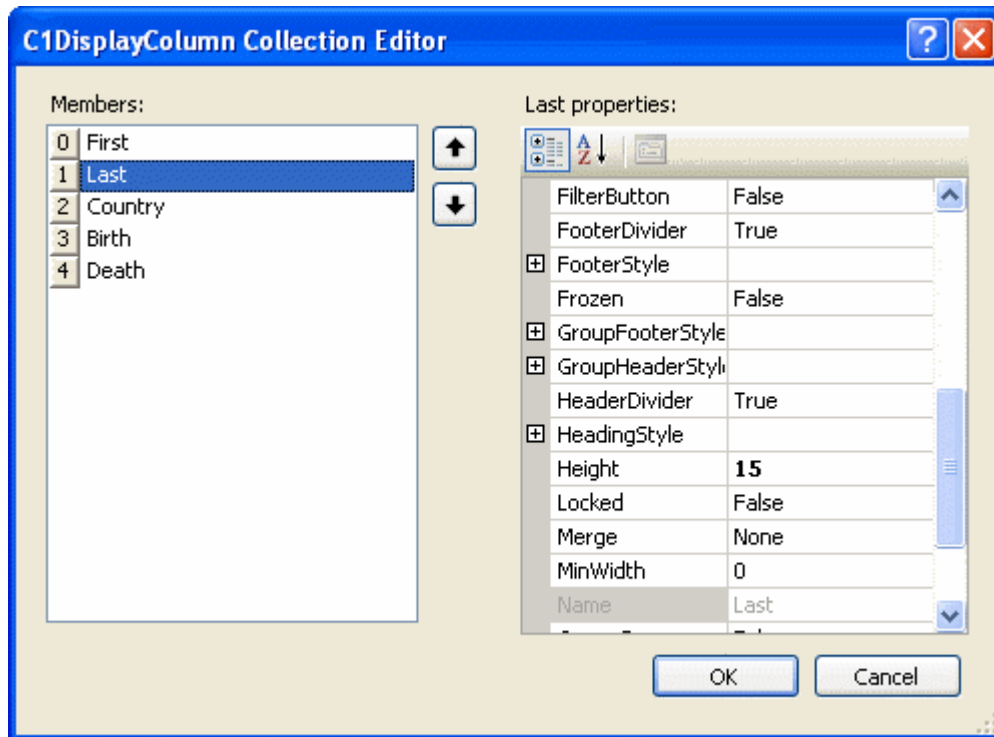 C1DisplayColumn Collection Editor
Members:
0 First
1 Last
2 Country
3 Birth
4 Death
Last properties:
FilterButton False
FooterDivider True
FooterStyle
Frozen False
GroupFooterStyle
GroupHeaderStyl
HeaderDivider True
HeadingStyle
Height 15
Locked False
Merge None
MinWidth 0
Name Last
OK Cancel